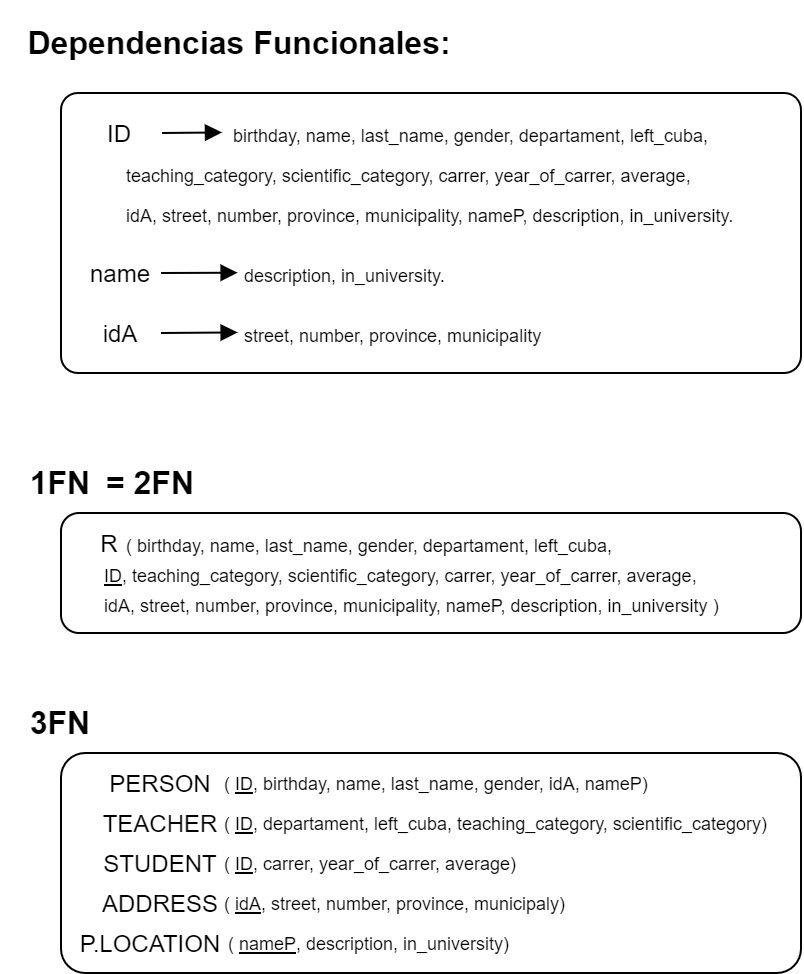 Dependencias Funcionales:
ID birthday, name, last_name, gender, departament, left_cuba,
teaching_category, scientific_category, carrer, year_of_carrer, average,
idA, street, number, province, municipality, nameP, description, in_university.
name description, in_university.
idA street, number, province, municipality
1FN = 2FN
R ( birthday, name, last_name, gender, departament, left_cuba,
ID, teaching_category, scientific_category, carrer, year_of_carrer, average,
idA, street, number, province, municipality, nameP, description, in_university )
3FN
PERSON ( ID, birthday, name, last_name, gender, idA, nameP)
TEACHER ( ID, departament, left_cuba, teaching_category, scientific_category)
STUDENT ( ID, carrer, year_of_carrer, average)
ADDRESS ( idA, street, number, province, municipaly)
P.LOCATION ( nameP, description, in_university)